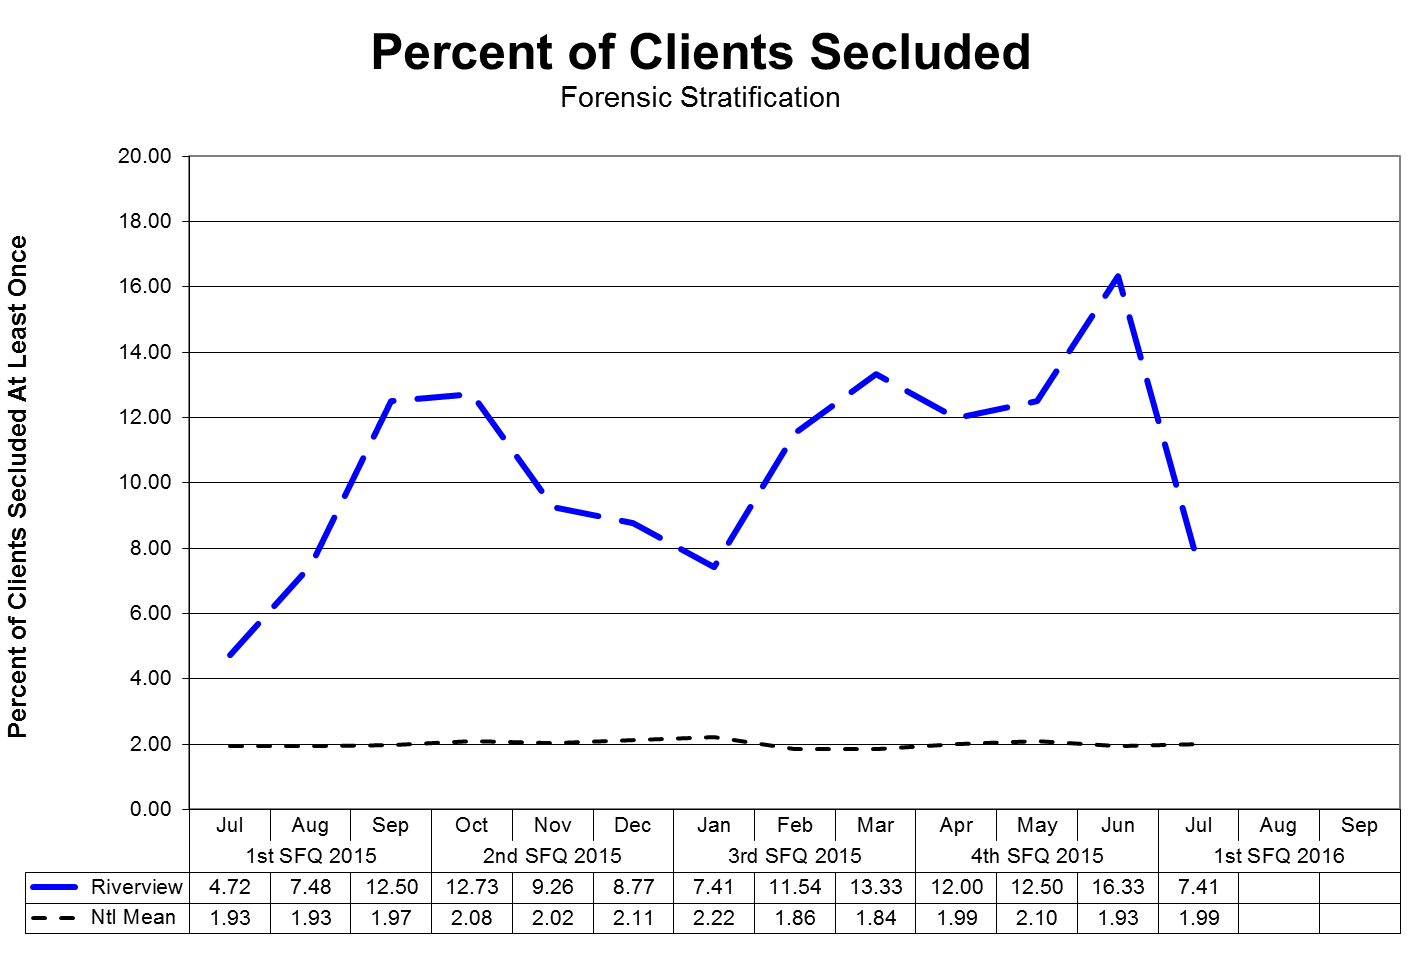 Percent of Clients Secluded
Forensic Stratification
Percent of Clients Secluded At Least Once
20.00
18.00
16.00
14.00
12.00
10.00
8.00
6.00
4.00
2.00
0.00
Jul Aug Sep Oct Nov Dec Jan Feb Mar Apr May Jun Jul Aug Sep
1st SFQ 2015 2nd SFQ 2015 3rd SFQ 2015 4th SFQ 2015 1st SFQ 2016
Riverview 4.72 7.48 12.50 12.73 9.26 8.77 7.41 11.54 13.33 12.00 12.50 16.33 7.41
Ntl Mean 1.93 1.93 1.97 2.08 2.02 2.11 2.22 1.86 1.84 1.99 2.10 1.93 1.99